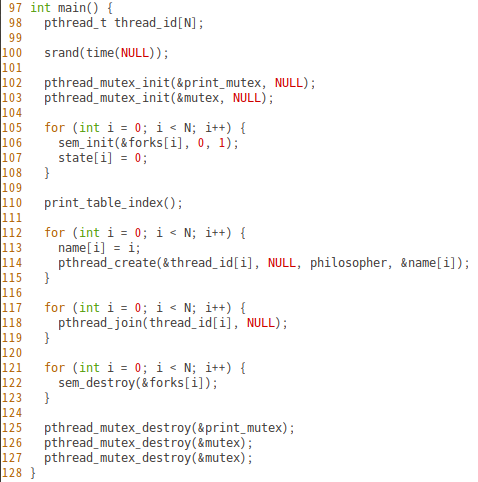 97 int main() {
98   pthread_t thread_id[N];
99
100   srand(time(NULL));
101
102   pthread_mutex_init(&print_mutex, NULL);
103   pthread_mutex_init(&mutex, NULL);
104
105   for (int i = 0; i < N; i++) {
106     sem_init(&forks[i], 0, 1);
107     state[i] = 0;
108   }
109
110   print_table_index();
111
112   for (int i = 0; i < N; i++) {
113     name[i] = i;
114     pthread_create(&thread_id[i], NULL, philosopher, &name[i]);
115   }
116
117   for (int i = 0; i < N; i++) {
118     pthread_join(thread_id[i], NULL);
119   }
120
121   for (int i = 0; i < N; i++) {
122     sem_destroy(&forks[i]);
123   }
124
125   pthread_mutex_destroy(&print_mutex);
126   pthread_mutex_destroy(&mutex);
127   pthread_mutex_destroy(&mutex);
128 }